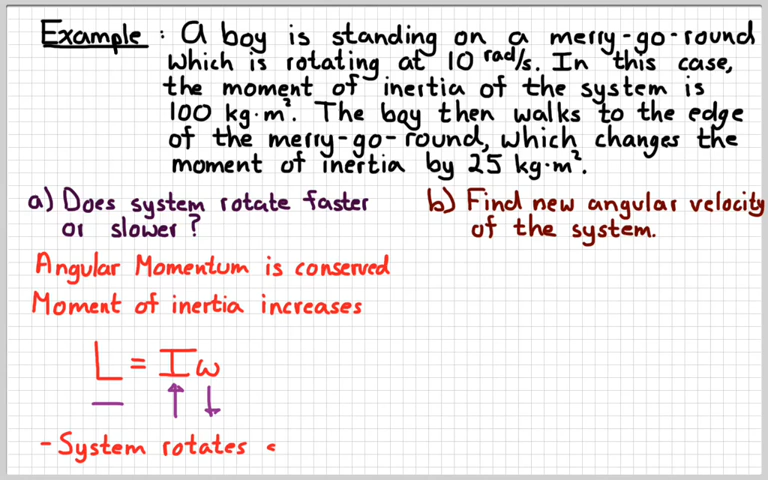 Example : A boy is standing on a merry-go-round
which is rotating at 10 rad/s. In this case,
the moment of inertia of the system is
100 kg·m². The boy then walks to the edge
of the merry-go-round, which changes the
moment of inertia by 25 kg·m².
a) Does system rotate faster
or slower?
b) Find new angular velocity
of the system.
Angular Momentum is conserved
Moment of inertia increases
L = Iω
- System rotates